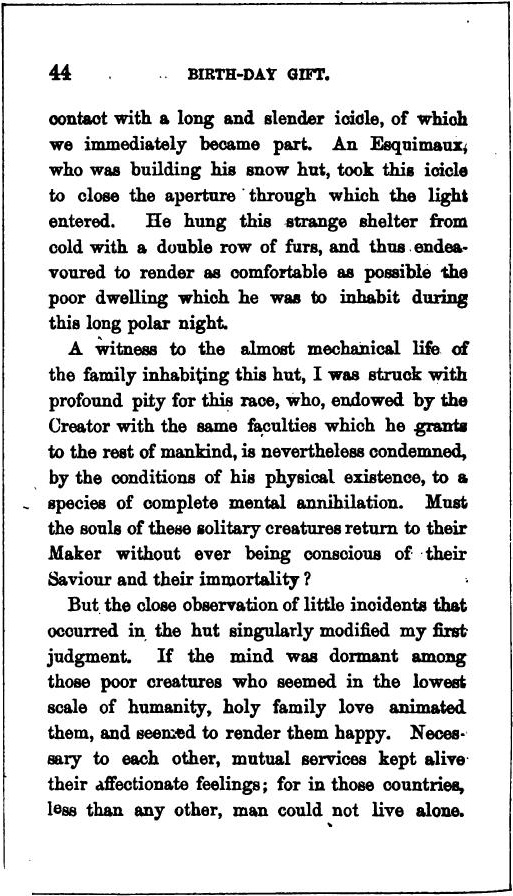 44 BIRTH-DAY GIFT.
contact with a long and slender icicle, of which
we immediately became part. An Esquimaux,
who was building his snow hut, took this icicle
to close the aperture through which the light
entered. He hung this strange shelter from
cold with a double row of furs, and thus endea-
voured to render as comfortable as possible the
poor dwelling which he was to inhabit during
this long polar night.
A witness to the almost mechanical life of
the family inhabiting this hut, I was struck with
profound pity for this race, who, endowed by the
Creator with the same faculties which he grants
to the rest of mankind, is nevertheless condemned,
by the conditions of his physical existence, to a
species of complete mental annihilation. Must
the souls of these solitary creatures return to their
Maker without ever being conscious of their
Saviour and their immortality?
But the close observation of little incidents that
occurred in the hut singularly modified my first
judgment. If the mind was dormant among
those poor creatures who seemed in the lowest
scale of humanity, holy family love animated
them, and seemed to render them happy. Neces-
sary to each other, mutual services kept alive
their affectionate feelings; for in those countries,
less than any other, man could not live alone.